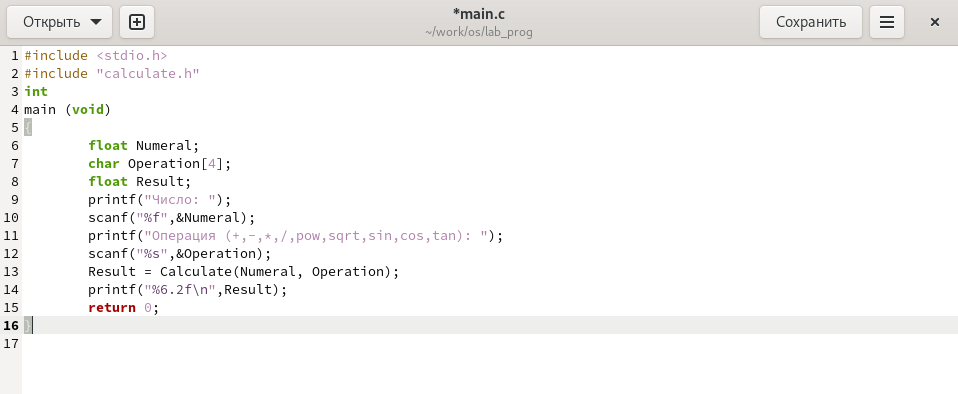 Открыть
*main.c
~/work/os/lab_prog
Сохранить
1 #include <stdio.h>
2 #include "calculate.h"
3 int
4 main (void)
5 {
6         float Numeral;
7         char Operation[4];
8         float Result;
9         printf("Число: ");
10         scanf("%f",&Numeral);
11         printf("Операция (+,-,*,/,pow,sqrt,sin,cos,tan): ");
12         scanf("%s",&Operation);
13         Result = Calculate(Numeral, Operation);
14         printf("%6.2f\n",Result);
15         return 0;
16 }
17